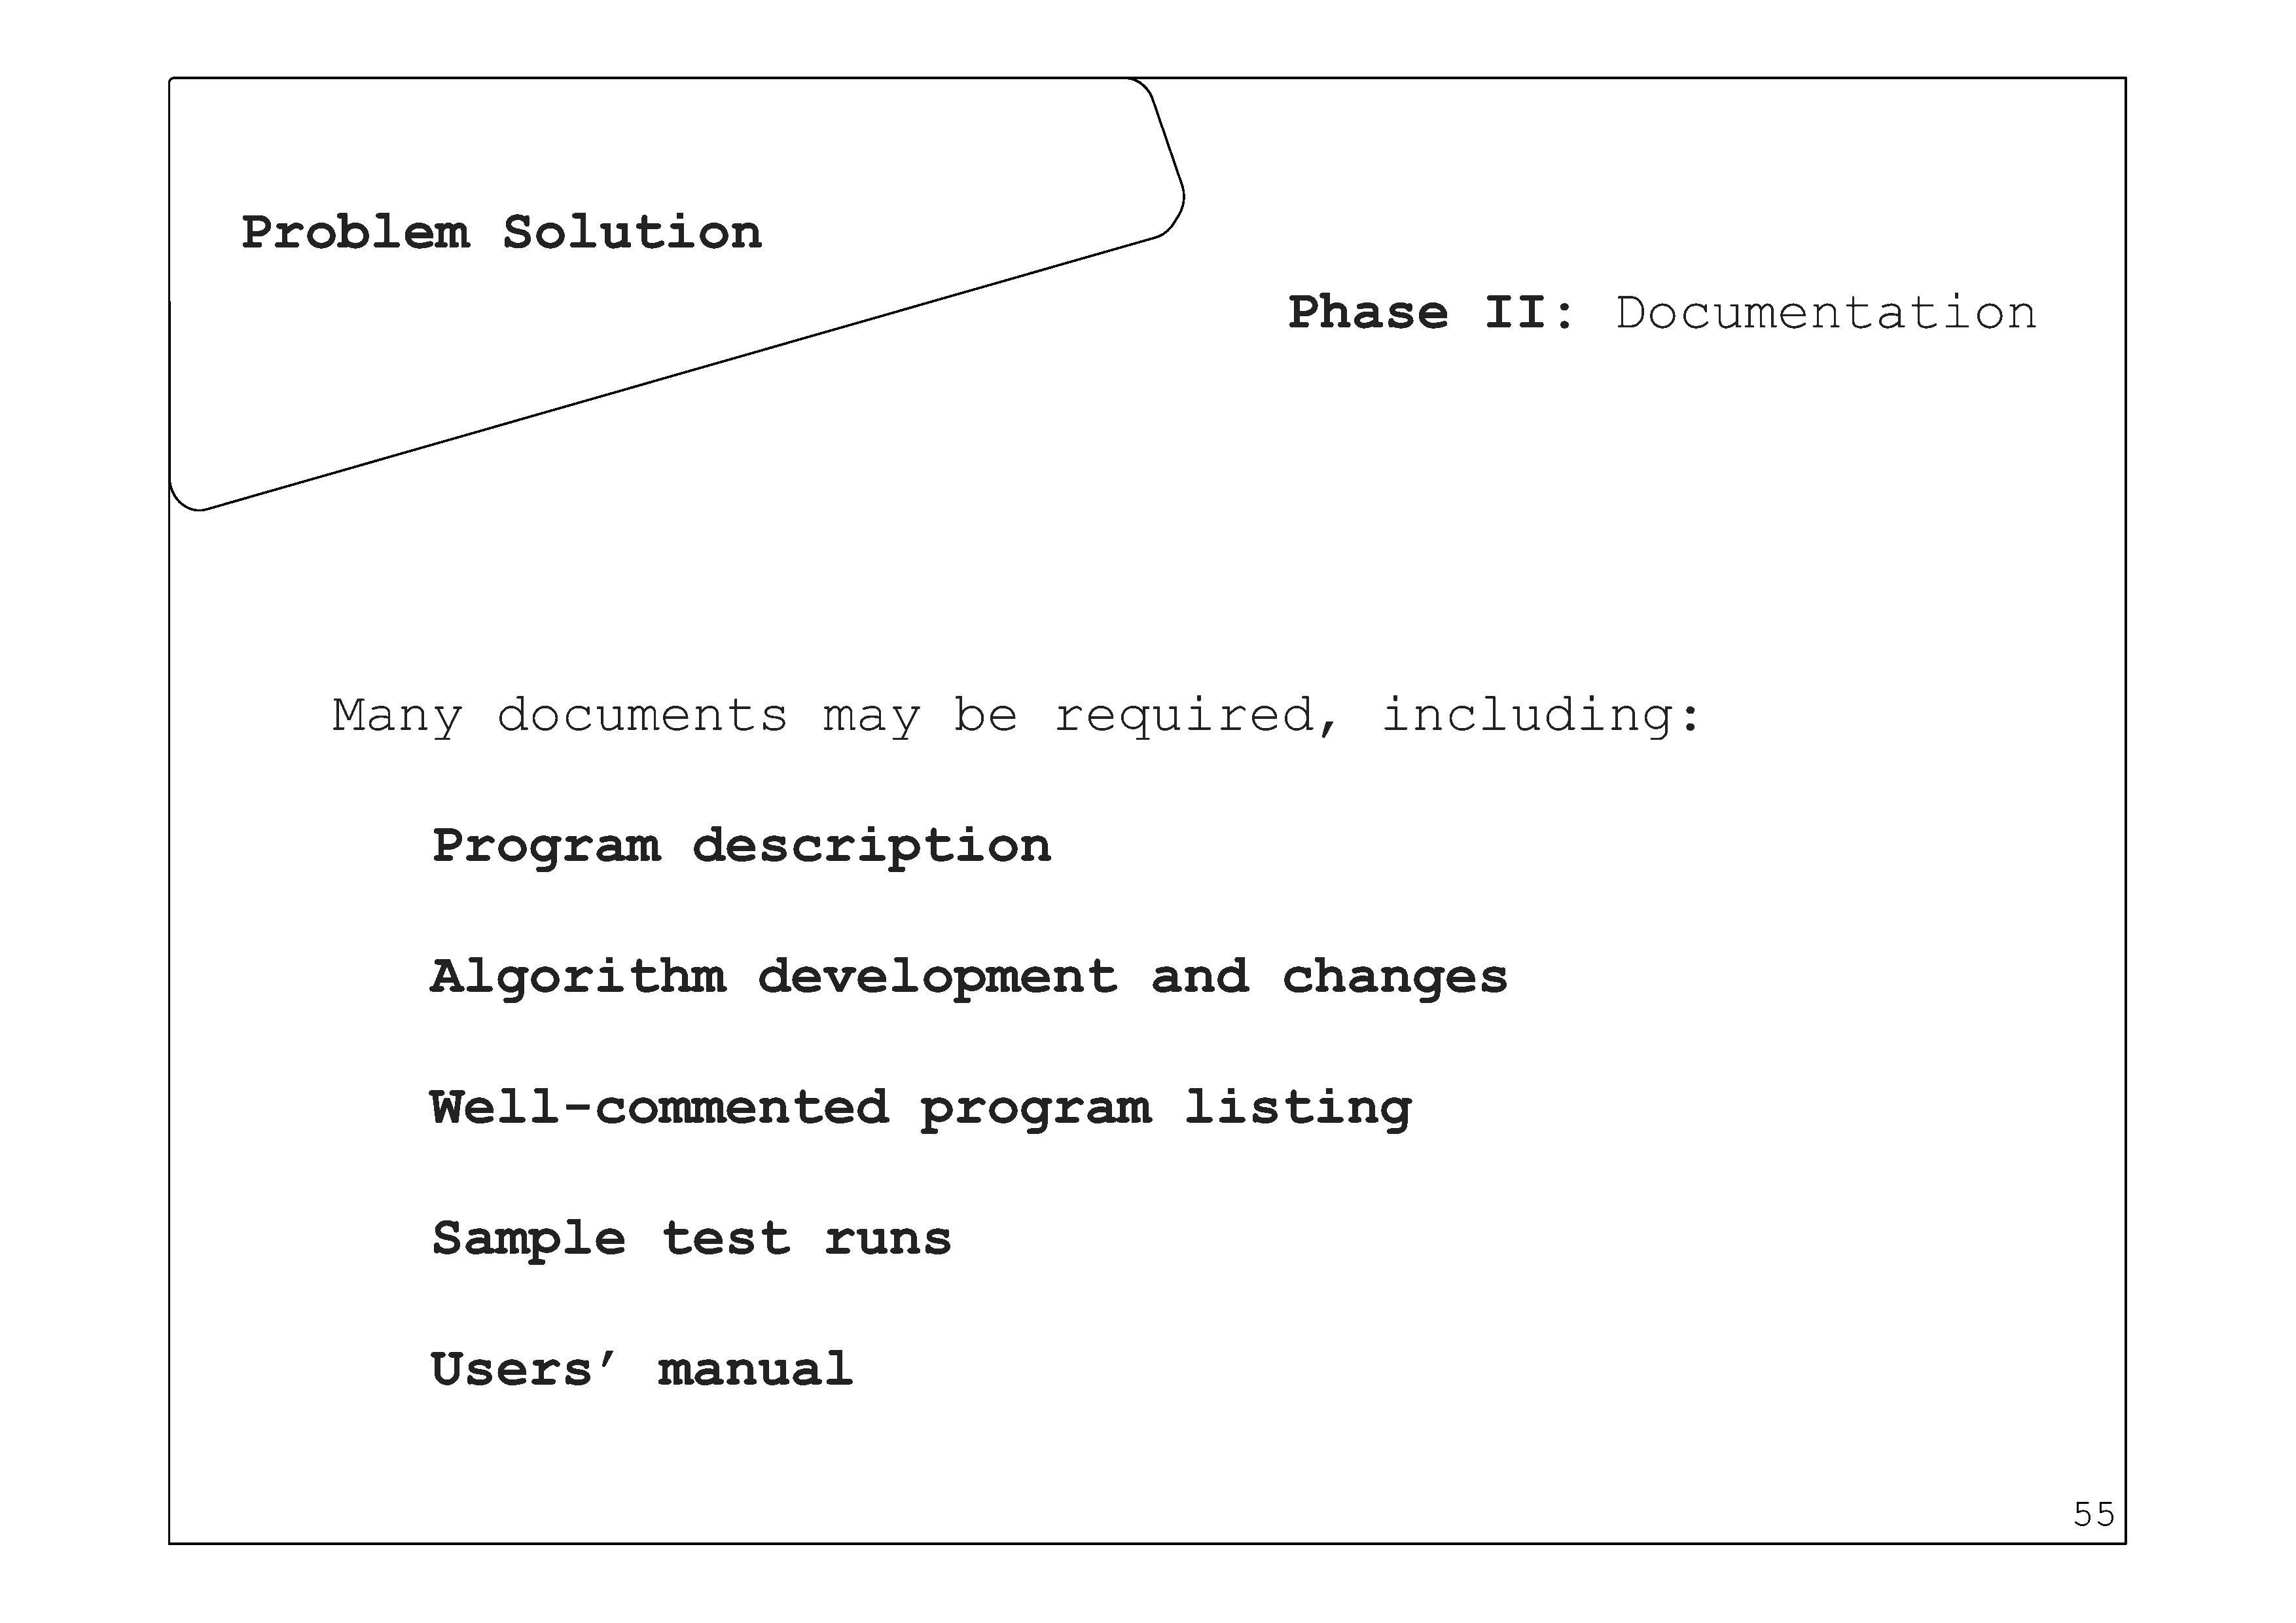 Problem Solution
Phase II: Documentation
Many documents may be required, including:
Program description
Algorithm development and changes
Well-commented program listing
Sample test runs
Users’ manual
55